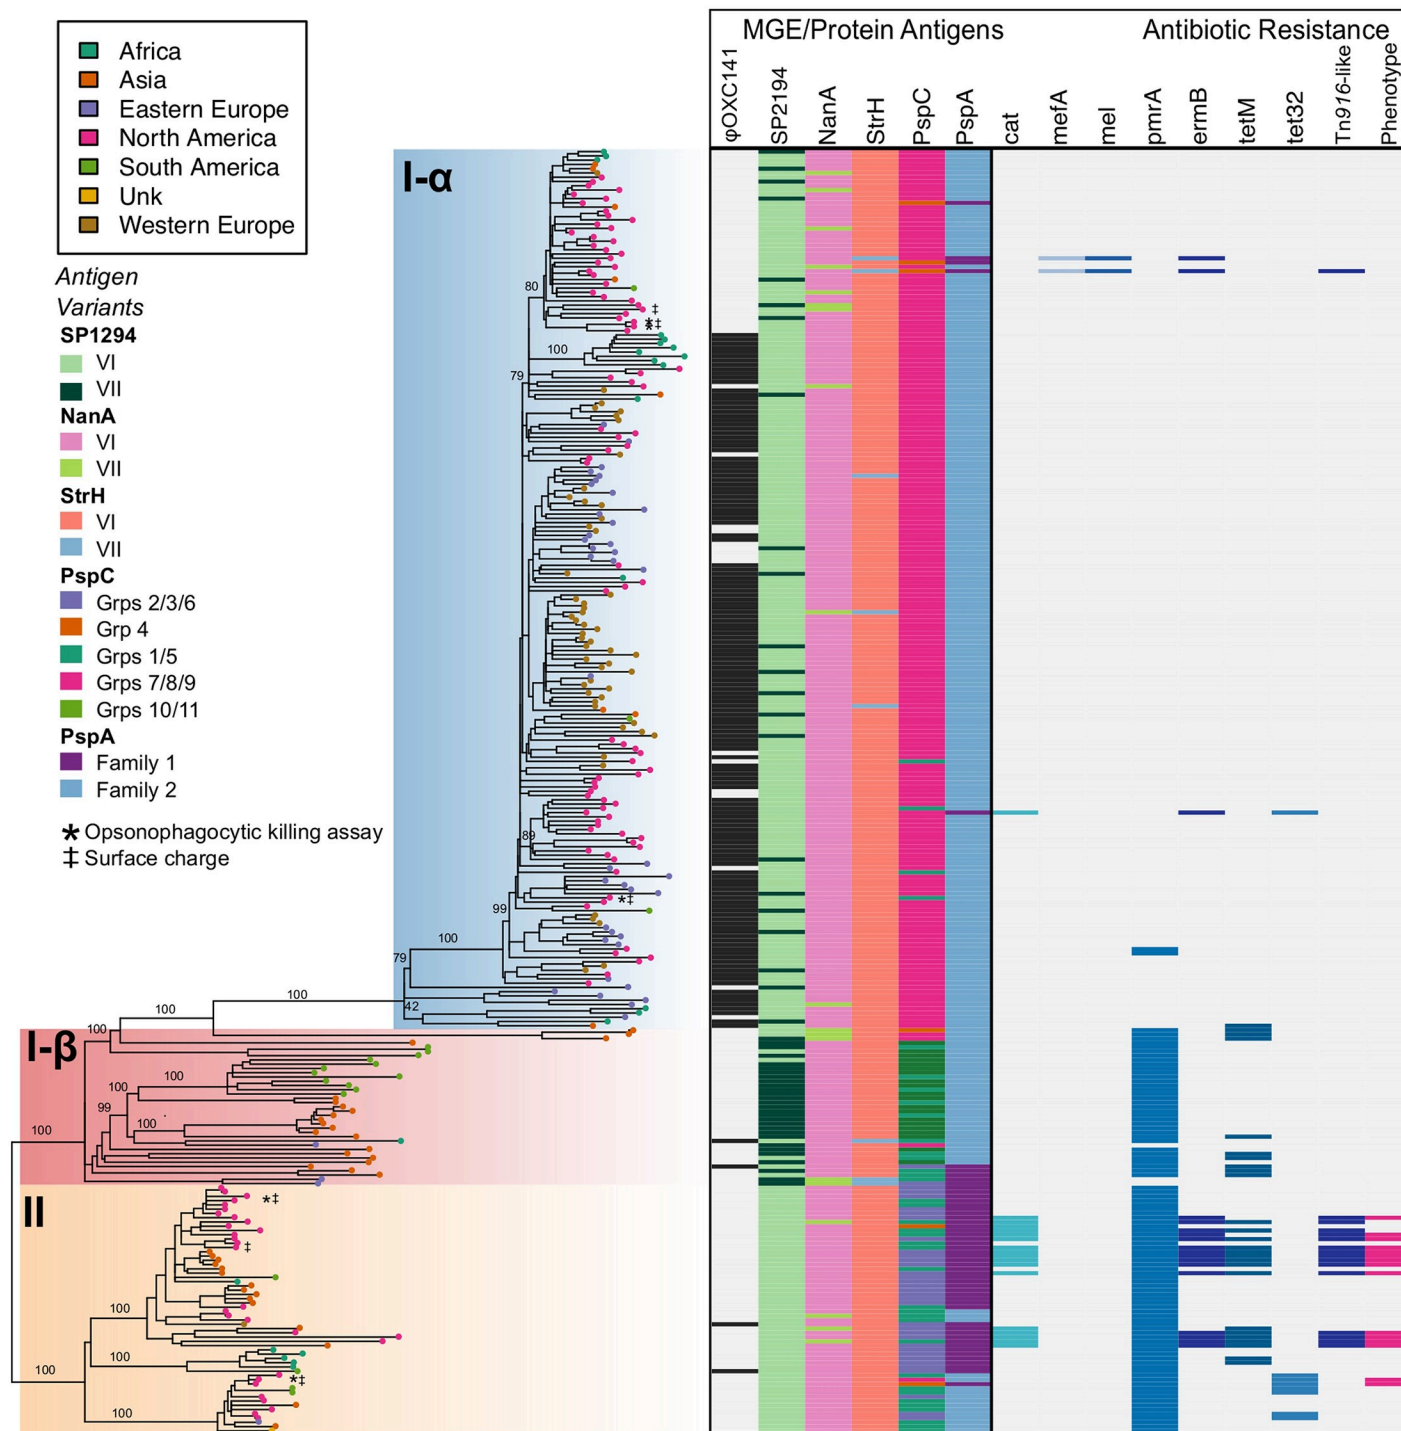 Africa
Asia
Eastern Europe
North America
South America
Unk
Western Europe
Antigen
Variants
SP1294
VI
VII
NanA
VI
VII
StrH
VI
VII
PspC
Grps 2/3/6
Grp 4
Grps 1/5
Grps 7/8/9
Grps 10/11
PspA
Family 1
Family 2
* Opsonophagocytic killing assay
‡ Surface charge
MGE/Protein Antigens
Antibiotic Resistance
φOXC141
SP2194
NanA
StrH
PspC
PspA
cat
mefA
mel
pmrA
ermB
tetM
tet32
Tn916-like
Phenotype
I-α
80
‡
*‡
100
79
89
*‡
99
100
79
42
100
100
100
I-β
100
100
99
100
100
II
*‡
‡
100
100
100
*‡
100